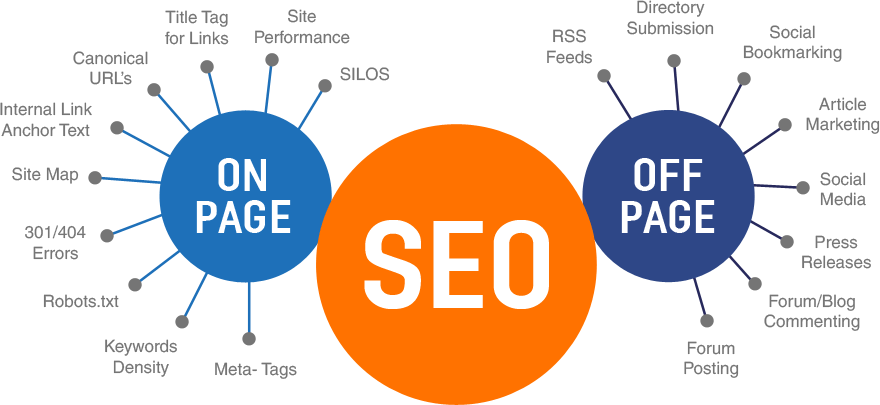 Title Tag
for Links
Site
Performance
SILOS
Canonical
URL's
Internal Link
Anchor Text
Site Map
301/404
Errors
Robots.txt
Keywords
Density
Meta- Tags
ON
PAGE
SEO
OFF
PAGE
RSS
Feeds
Directory
Submission
Social
Bookmarking
Article
Marketing
Social
Media
Press
Releases
Forum/Blog
Commenting
Forum
Posting